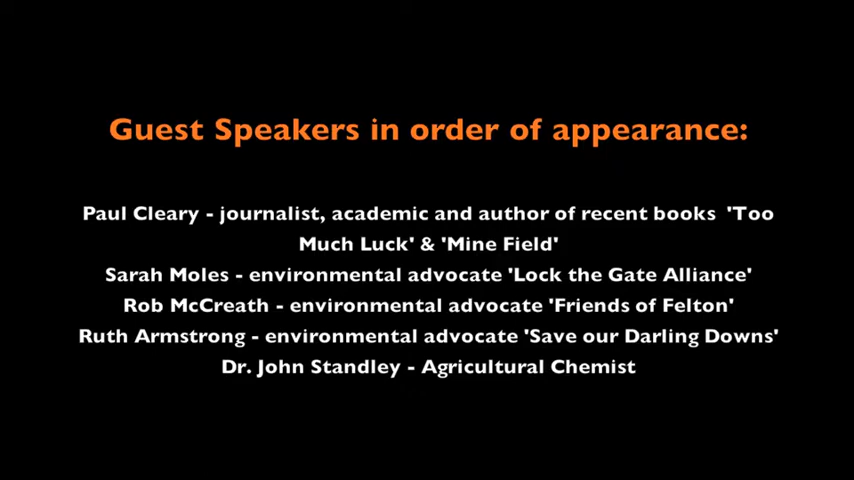 Guest Speakers in order of appearance:
Paul Cleary - journalist, academic and author of recent books  'Too
Much Luck' & 'Mine Field'
Sarah Moles - environmental advocate 'Lock the Gate Alliance'
Rob McCreath - environmental advocate 'Friends of Felton'
Ruth Armstrong - environmental advocate 'Save our Darling Downs'
Dr. John Standley - Agricultural Chemist